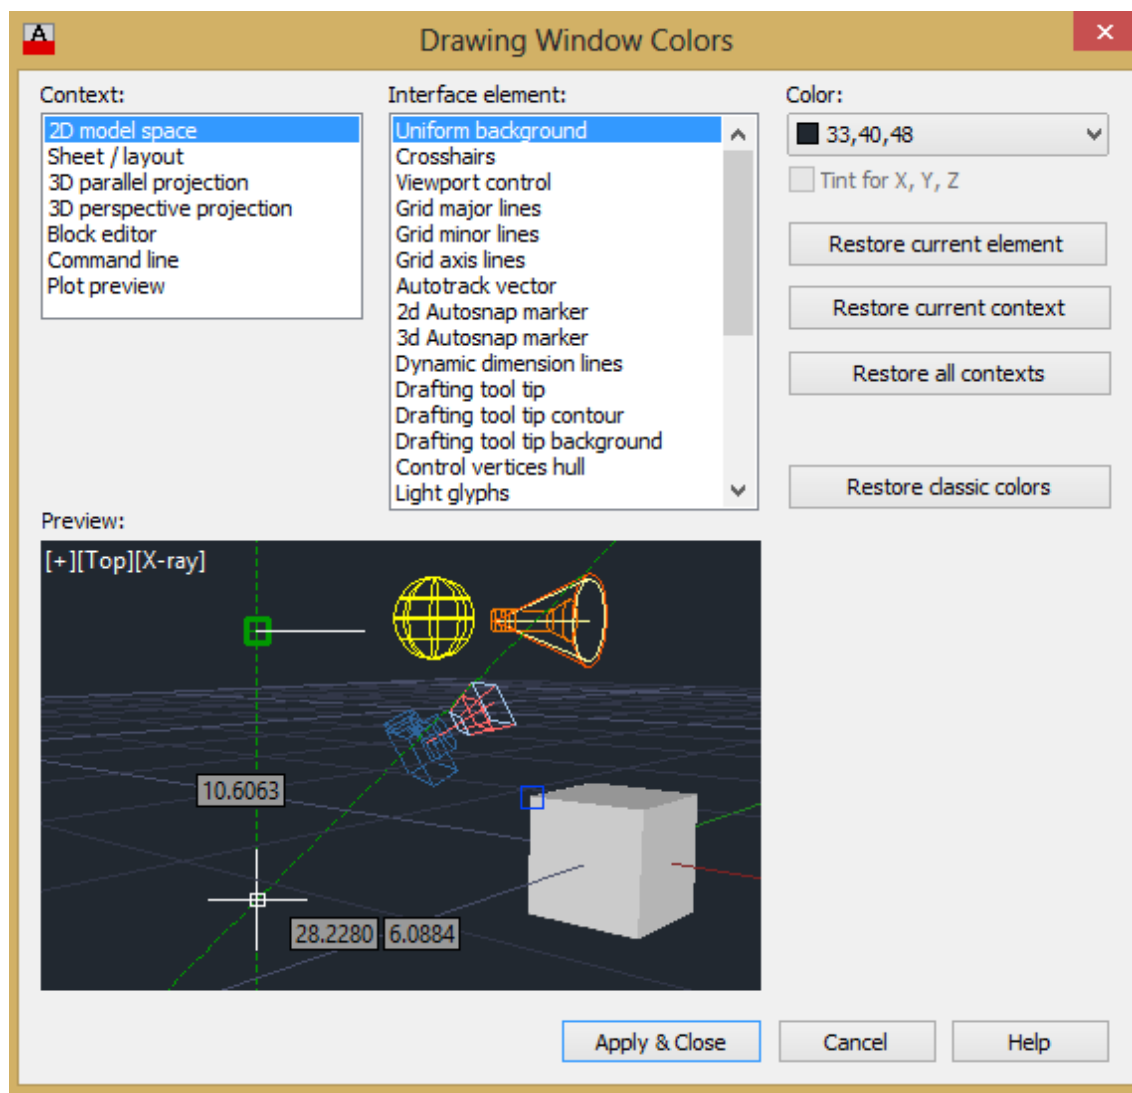 A
Drawing Window Colors
Context:
2D model space
Sheet / layout
3D parallel projection
3D perspective projection
Block editor
Command line
Plot preview
Interface element:
Uniform background
Crosshairs
Viewport control
Grid major lines
Grid minor lines
Grid axis lines
Autotrack vector
2d Autosnap marker
3d Autosnap marker
Dynamic dimension lines
Drafting tool tip
Drafting tool tip contour
Drafting tool tip background
Control vertices hull
Light glyphs
Color:
33,40,48
Tint for X, Y, Z
Restore current element
Restore current context
Restore all contexts
Restore classic colors
Preview:
[+][Top][X-ray]
10.6063
28.2280 6.0884
Apply & Close
Cancel
Help